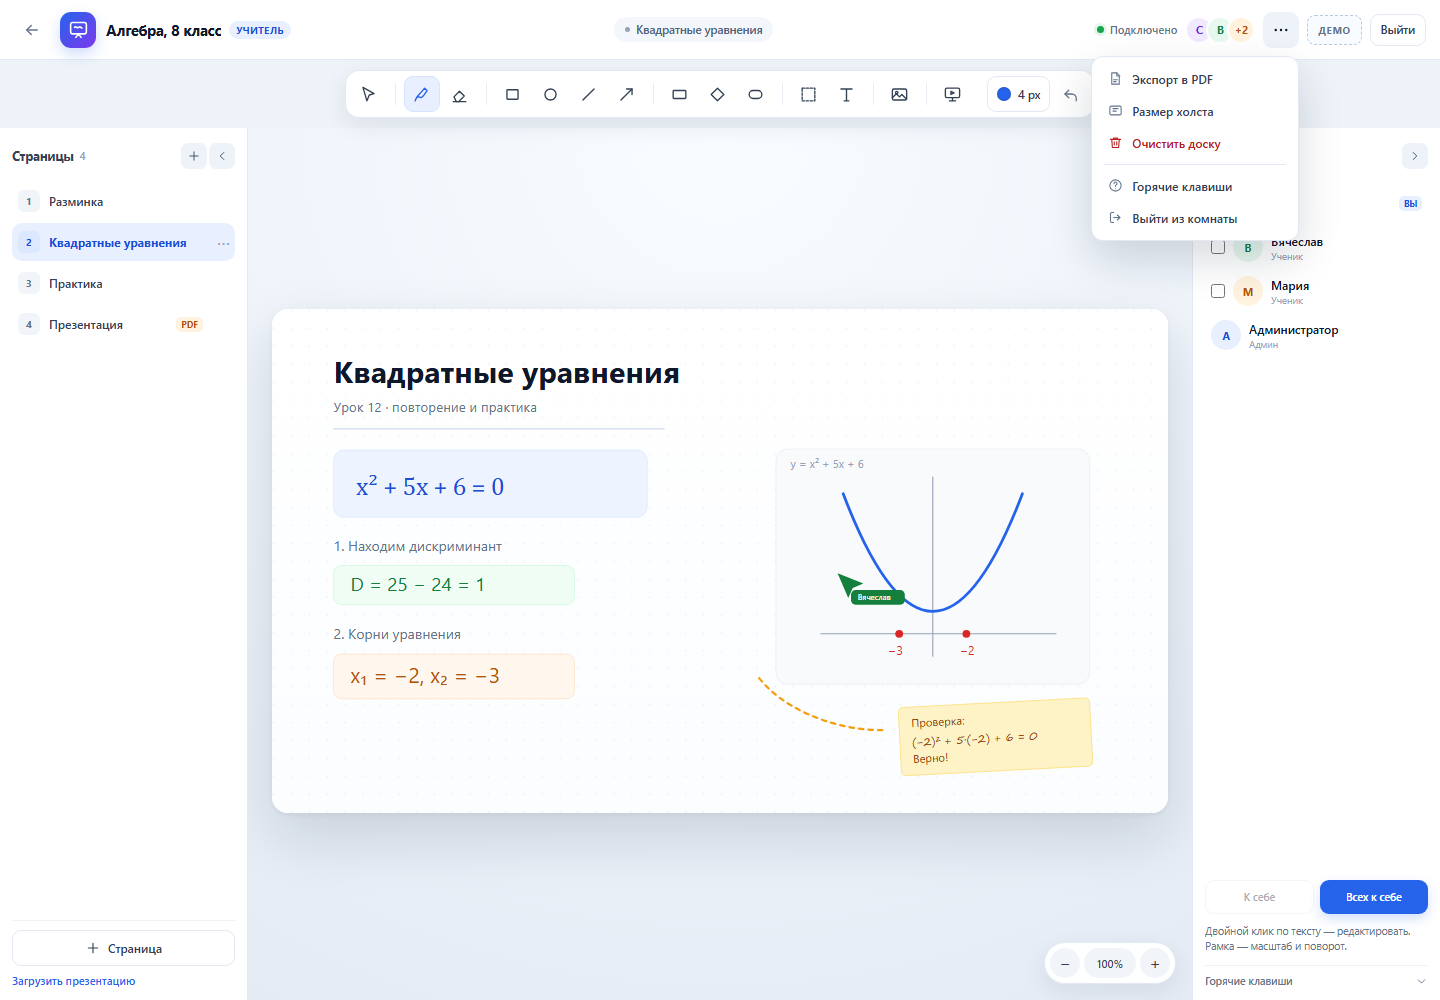 Алгебра, 8 класс
УЧИТЕЛЬ
Квадратные уравнения
Подключено
С
В
+2
ДЕМО
Выйти
4 px
Экспорт в PDF
Размер холста
Очистить доску
Горячие клавиши
Выйти из комнаты
Страницы 4
1 Разминка
2 Квадратные уравнения
3 Практика
4 Презентация PDF
+ Страница
Загрузить презентацию
Квадратные уравнения
Урок 12 · повторение и практика
x² + 5x + 6 = 0
1. Находим дискриминант
D = 25 − 24 = 1
2. Корни уравнения
x₁ = −2, x₂ = −3
y = x² + 5x + 6
Вячеслав
−3
−2
Проверка:
(-2)² + 5·(-2) + 6 = 0
Верно!
− 100% +
ВЫ
В Вячеслав
Ученик
М Мария
Ученик
А Администратор
Админ
К себе
Всех к себе
Двойной клик по тексту — редактировать.
Рамка — масштаб и поворот.
Горячие клавиши